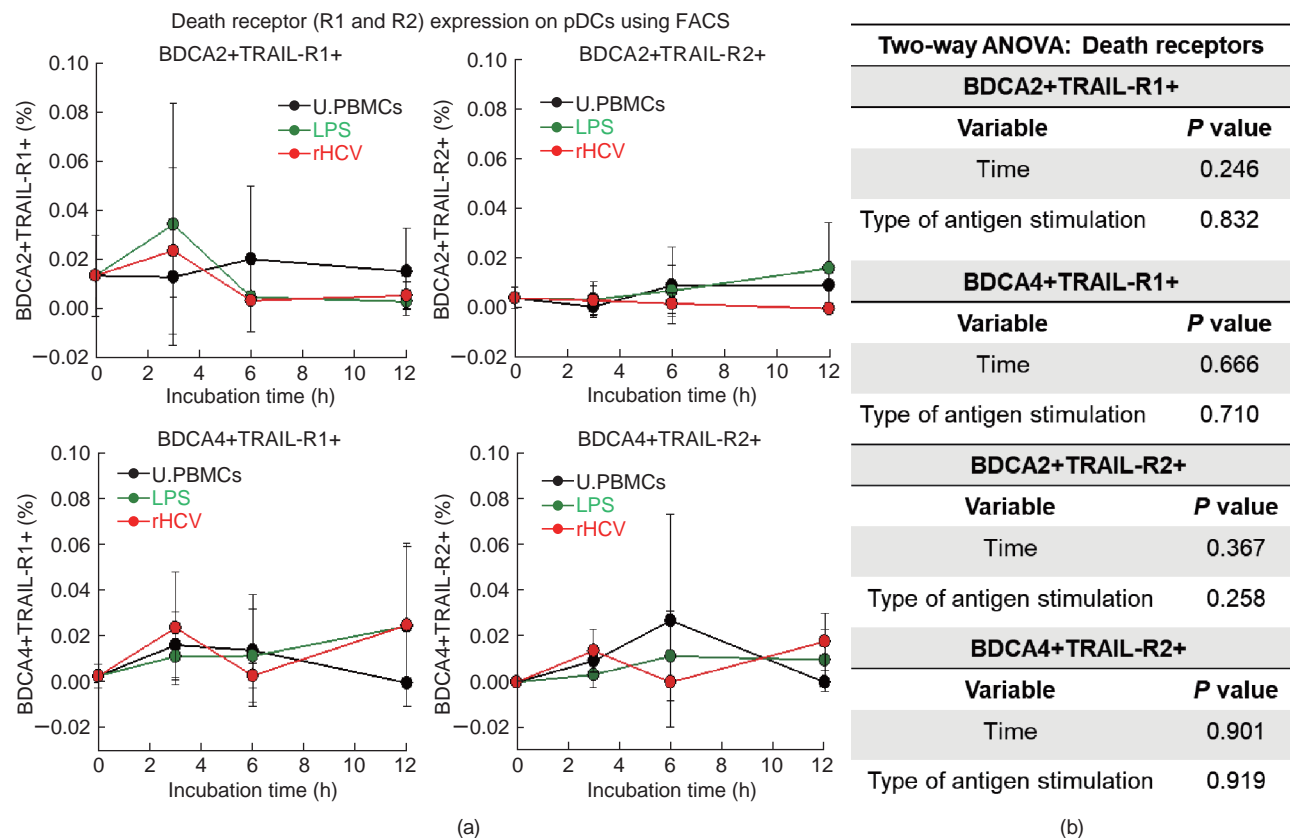 Death receptor (R1 and R2) expression on pDCs using FACS
BDCA2+TRAIL-R1+
BDCA2+TRAIL-R1+ (%)
0.10
0.08
0.06
0.04
0.02
0.00
−0.02
U.PBMCs
LPS
rHCV
0 2 4 6 8 10 12
Incubation time (h)
BDCA2+TRAIL-R2+
BDCA2+TRAIL-R2+ (%)
0.10
0.08
0.06
0.04
0.02
0.00
−0.02
U.PBMCs
LPS
rHCV
0 2 4 6 8 10 12
Incubation time (h)
BDCA4+TRAIL-R1+
BDCA4+TRAIL-R1+ (%)
0.10
0.08
0.06
0.04
0.02
0.00
−0.02
U.PBMCs
LPS
rHCV
0 2 4 6 8 10 12
Incubation time (h)
BDCA4+TRAIL-R2+
BDCA4+TRAIL-R2+ (%)
0.10
0.08
0.06
0.04
0.02
0.00
−0.02
U.PBMCs
LPS
rHCV
0 2 4 6 8 10 12
Incubation time (h)
(a)
Two-way ANOVA: Death receptors
BDCA2+TRAIL-R1+
Variable P value
Time 0.246
Type of antigen stimulation 0.832
BDCA4+TRAIL-R1+
Variable P value
Time 0.666
Type of antigen stimulation 0.710
BDCA2+TRAIL-R2+
Variable P value
Time 0.367
Type of antigen stimulation 0.258
BDCA4+TRAIL-R2+
Variable P value
Time 0.901
Type of antigen stimulation 0.919
(b)